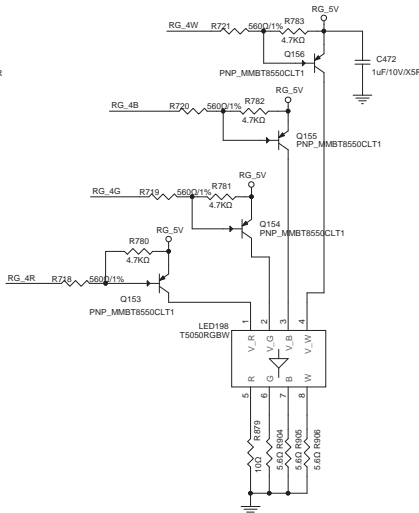 RG_5V
RG_4W
R721
560Ω/1%
R783
4.7KΩ
Q156
PNP_MMBT8550CLT1
C472
1uF/10V/X5R
R
RG_5V
RG_4B
R720
560Ω/1%
R782
4.7KΩ
Q155
PNP_MMBT8550CLT1
RG_5V
RG_4G
R719
560Ω/1%
R781
4.7KΩ
Q154
PNP_MMBT8550CLT1
RG_5V
R780
4.7KΩ
RG_4R
R718
560Ω/1%
Q153
PNP_MMBT8550CLT1
LED198
T5050RGBW
1 2 3 4
V_R V_G V_B V_W
R G B W
5 6 7 8
R879
10Ω
5.6Ω R904
5.6Ω R905
5.6Ω R906